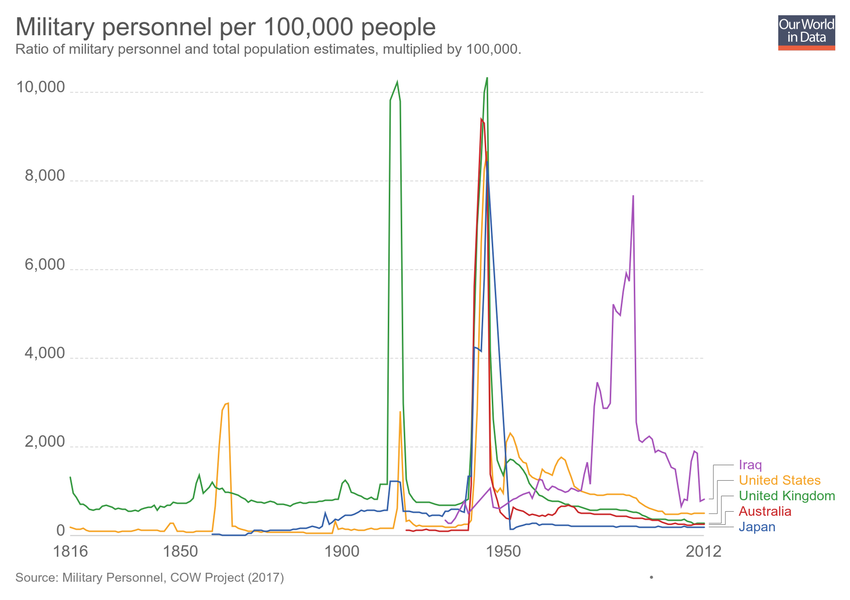 Military personnel per 100,000 people
Ratio of military personnel and total population estimates, multiplied by 100,000.
Our World
in Data
10,000
8,000
6,000
4,000
2,000
0
1816
1850
1900
1950
2012
Iraq
United States
United Kingdom
Australia
Japan
Source: Military Personnel, COW Project (2017)